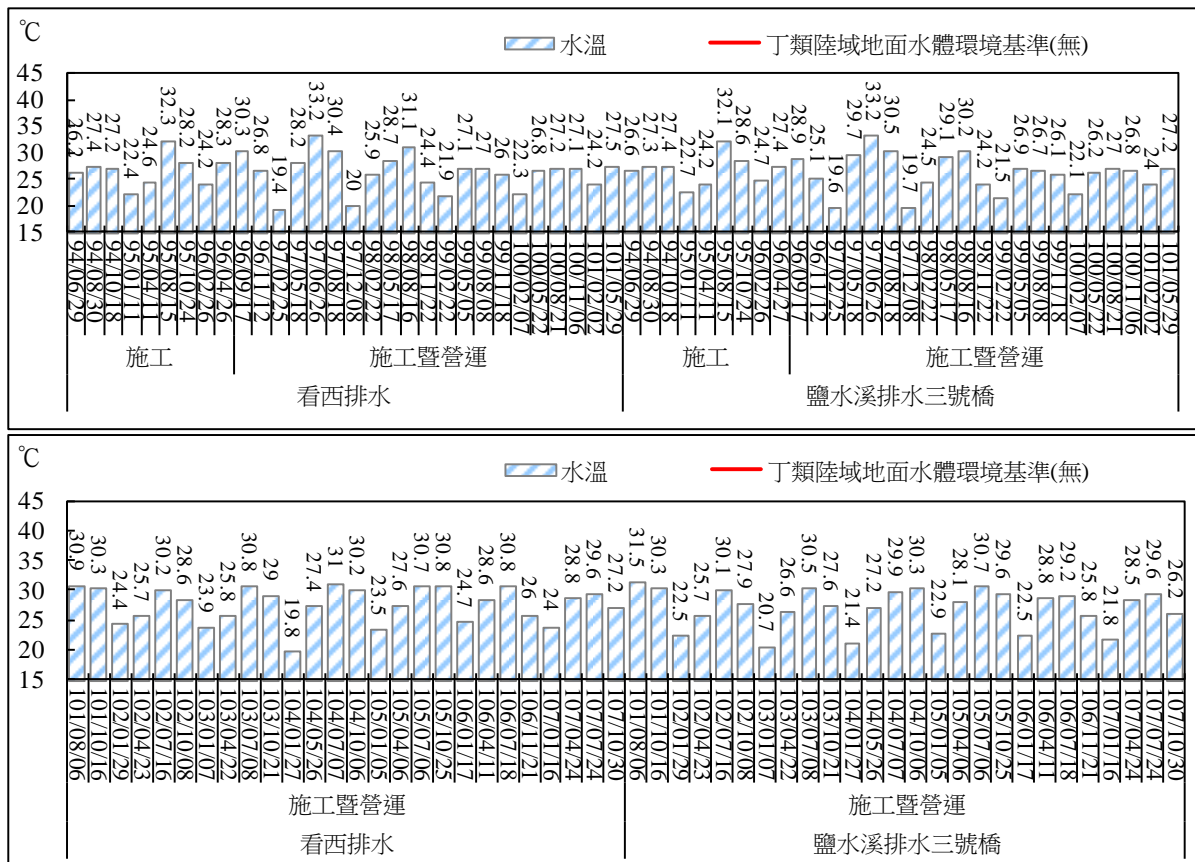 ℃
水溫
丁類陸域地面水體環境基準(無)
45
40
35
30
25
20
15
26.2 27.4 27.2 22.4 24.6 32.3 28.2 24.2 28.3 30.3 26.8 19.4 28.2 33.2 30.4 20 25.9 28.7 31.1 24.4 21.9 27.1 27 26 22.3 26.8 27.2 27.1 24.2 27.5 26.6 27.3 27.4 22.7 24.2 32.1 28.6 24.7 27.4 28.9 25.1 19.6 29.7 33.2 30.5 19.7 24.5 29.1 30.2 24.2 21.5 26.9 26.7 26.1 22.1 26.2 27 26.8 24 27.2
94/06/29 94/08/30 94/10/18 95/01/11 95/04/11 95/08/15 95/10/24 96/02/26 96/04/26 96/09/17 96/11/12 97/02/25 97/05/18 97/06/26 97/08/18 97/12/08 98/02/22 98/05/17 98/08/16 98/11/22 99/02/22 99/05/05 99/08/08 99/11/18 100/02/07 100/05/22 100/08/21 100/11/06 101/02/02 101/05/29 94/06/29 94/08/30 94/10/18 95/01/11 95/04/11 95/08/15 95/10/24 96/02/26 96/04/27 96/09/17 96/11/12 97/02/25 97/05/18 97/06/26 97/08/18 97/12/08 98/02/22 98/05/17 98/08/16 98/11/22 99/02/22 99/05/05 99/08/08 99/11/18 100/02/07 100/05/22 100/08/21 100/11/06 101/02/02 101/05/29
施工 施工暨營運 施工 施工暨營運
看西排水 鹽水溪排水三號橋
℃
水溫
丁類陸域地面水體環境基準(無)
45
40
35
30
25
20
15
30.9 30.3 24.4 25.7 30.2 28.6 23.9 25.8 30.8 29 19.8 27.4 31 30.2 23.5 27.6 30.7 30.8 24.7 28.6 30.8 26 24 28.8 29.6 27.2 31.5 30.3 22.5 25.7 30.1 27.9 20.7 26.6 30.5 27.6 21.4 27.2 29.9 30.3 22.9 28.1 30.7 29.6 22.5 28.8 29.2 25.8 21.8 28.5 29.6 26.2
101/08/06 101/10/16 102/01/29 102/04/23 102/07/16 102/10/08 103/01/07 103/04/22 103/07/08 103/10/21 104/01/27 104/05/26 104/07/07 104/10/06 105/01/05 105/04/06 105/07/06 105/10/25 106/01/17 106/04/11 106/07/18 106/11/21 107/01/16 107/04/24 107/07/24 107/10/30 101/08/06 101/10/16 102/01/29 102/04/23 102/07/16 102/10/08 103/01/07 103/04/22 103/07/08 103/10/21 104/01/27 104/05/26 104/07/07 104/10/06 105/01/05 105/04/06 105/07/06 105/10/25 106/01/17 106/04/11 106/07/18 106/11/21 107/01/16 107/04/24 107/07/24 107/10/30
施工暨營運 施工暨營運
看西排水 鹽水溪排水三號橋